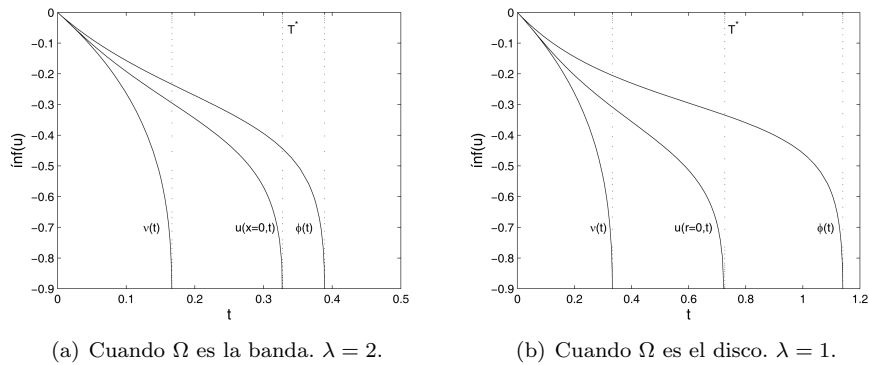 0
−0.1
−0.2
−0.3
−0.4
−0.5
−0.6
−0.7
−0.8
−0.9
ínf(u)
T*
ν(t)
u(x=0,t)
ϕ(t)
0 0.1 0.2 0.3 0.4 0.5
t
0
−0.1
−0.2
−0.3
−0.4
−0.5
−0.6
−0.7
−0.8
−0.9
ínf(u)
T*
ν(t)
u(r=0,t)
ϕ(t)
0 0.2 0.4 0.6 0.8 1 1.2
t
(a) Cuando Ω es la banda. λ = 2.
(b) Cuando Ω es el disco. λ = 1.